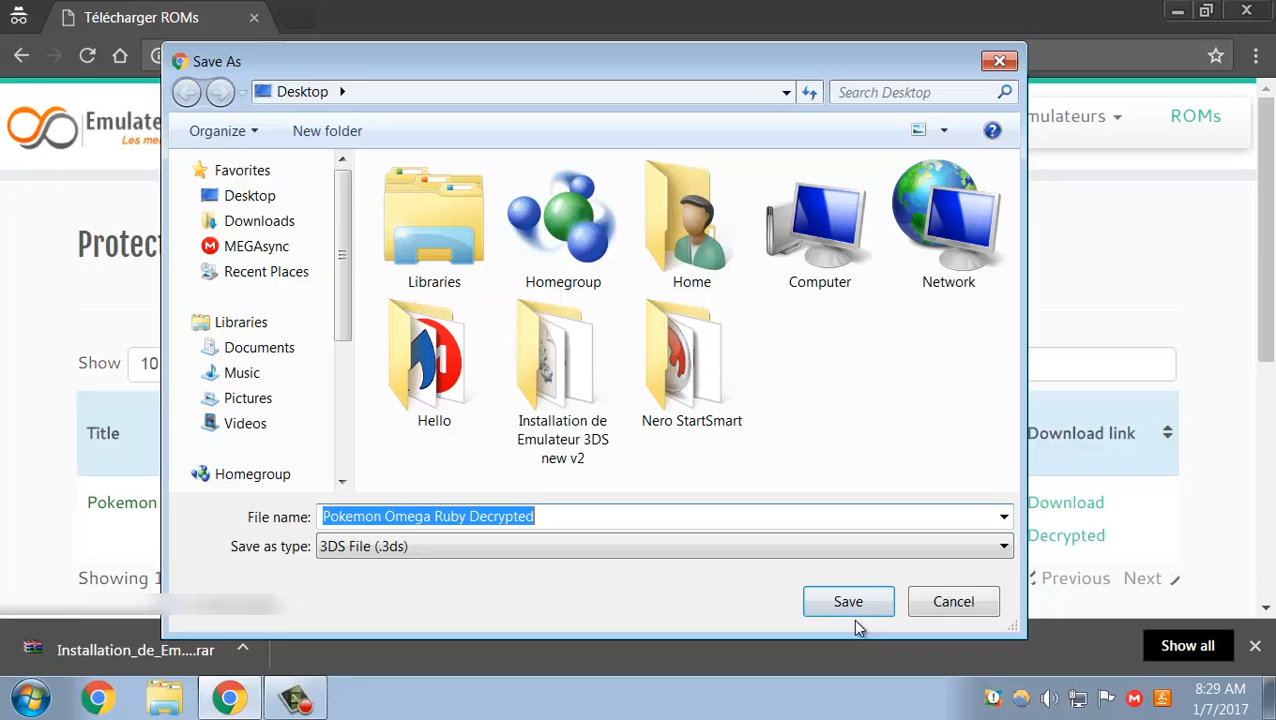 Télécharger ROMs
Save As
Desktop
Search Desktop
Emulate
Les mei
mulateurs
ROMs
Organize
New folder
Favorites
Desktop
Downloads
MEGAsync
Recent Places
Libraries
Documents
Music
Pictures
Videos
Homegroup
Libraries
Homegroup
Home
Computer
Network
Hello
Installation de
Emulateur 3DS
new v2
Nero StartSmart
Protect
Show 10
Title
Download link
Pokemon
Download
Decrypted
File name: Pokemon Omega Ruby Decrypted
Save as type: 3DS File (.3ds)
Showing 1
Previous Next
Save
Cancel
Installation_de_Em....rar
Show all
8:29 AM
1/7/2017